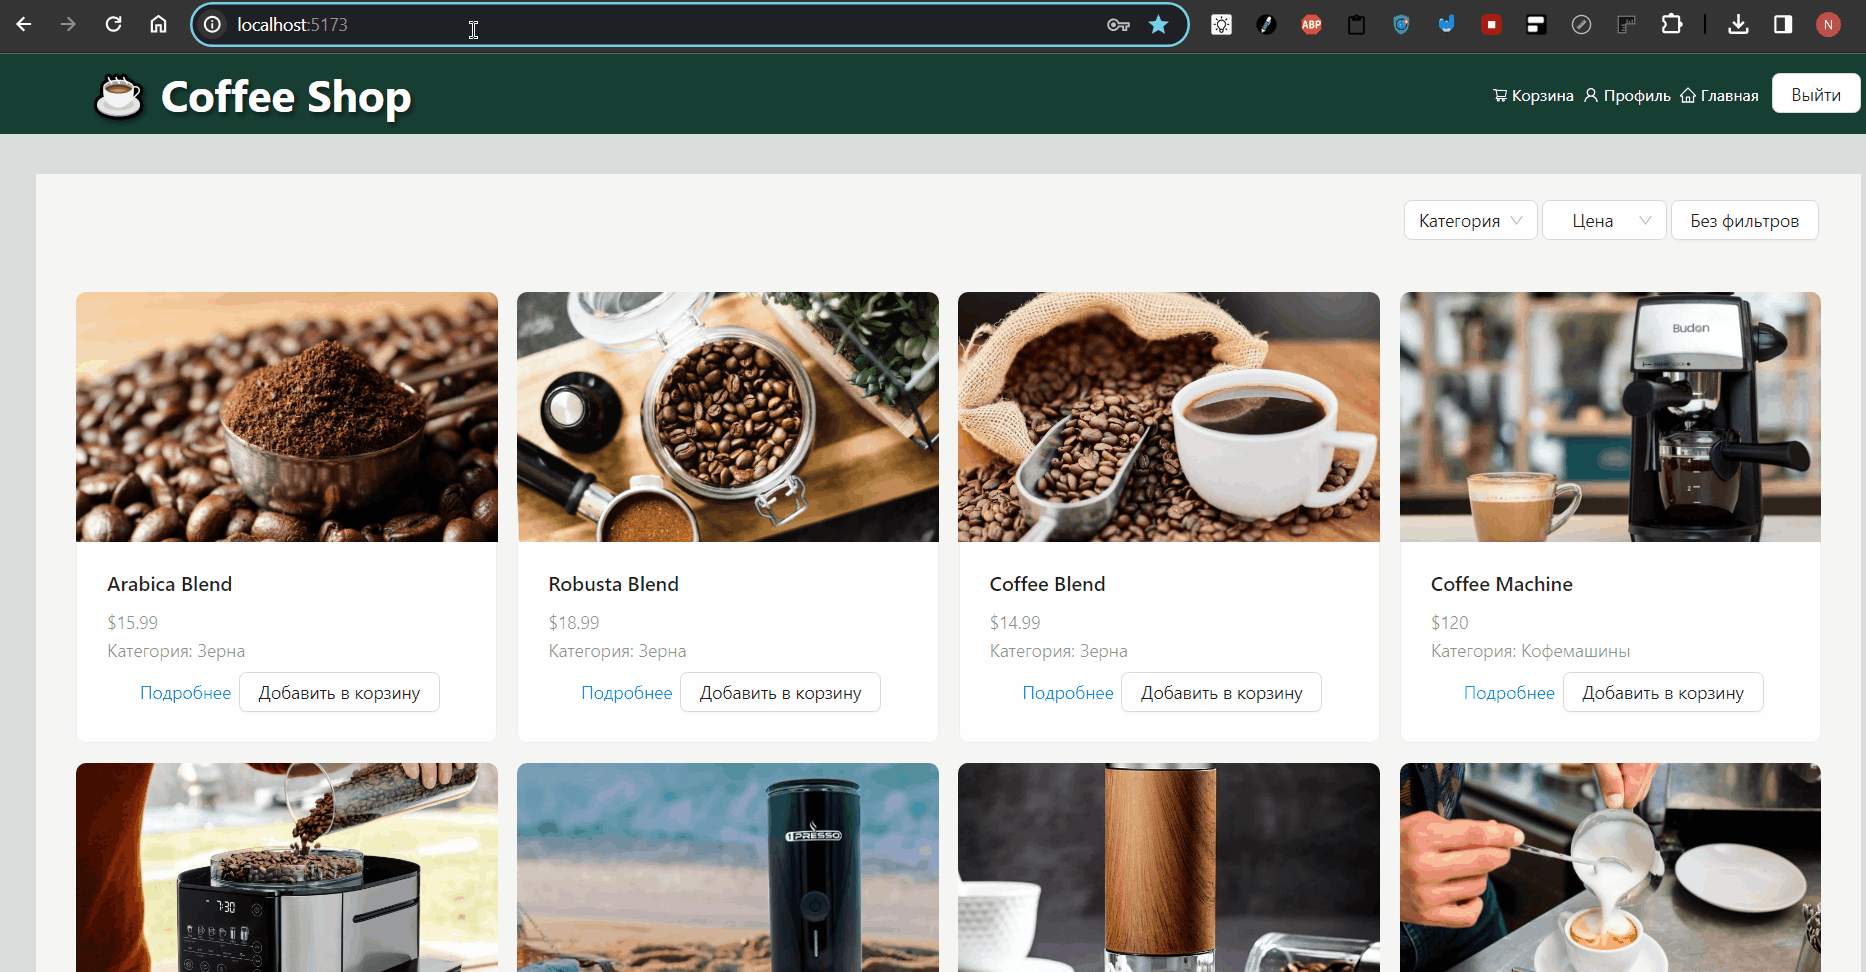 localhost:5173
ABP
N
Coffee Shop
Корзина Профиль Главная Выйти
Категория Цена Без фильтров
Budan
1PRESSO
7:30
Arabica Blend
$15.99
Категория: Зерна
Подробнее Добавить в корзину
Robusta Blend
$18.99
Категория: Зерна
Подробнее Добавить в корзину
Coffee Blend
$14.99
Категория: Зерна
Подробнее Добавить в корзину
Coffee Machine
$120
Категория: Кофемашины
Подробнее Добавить в корзину